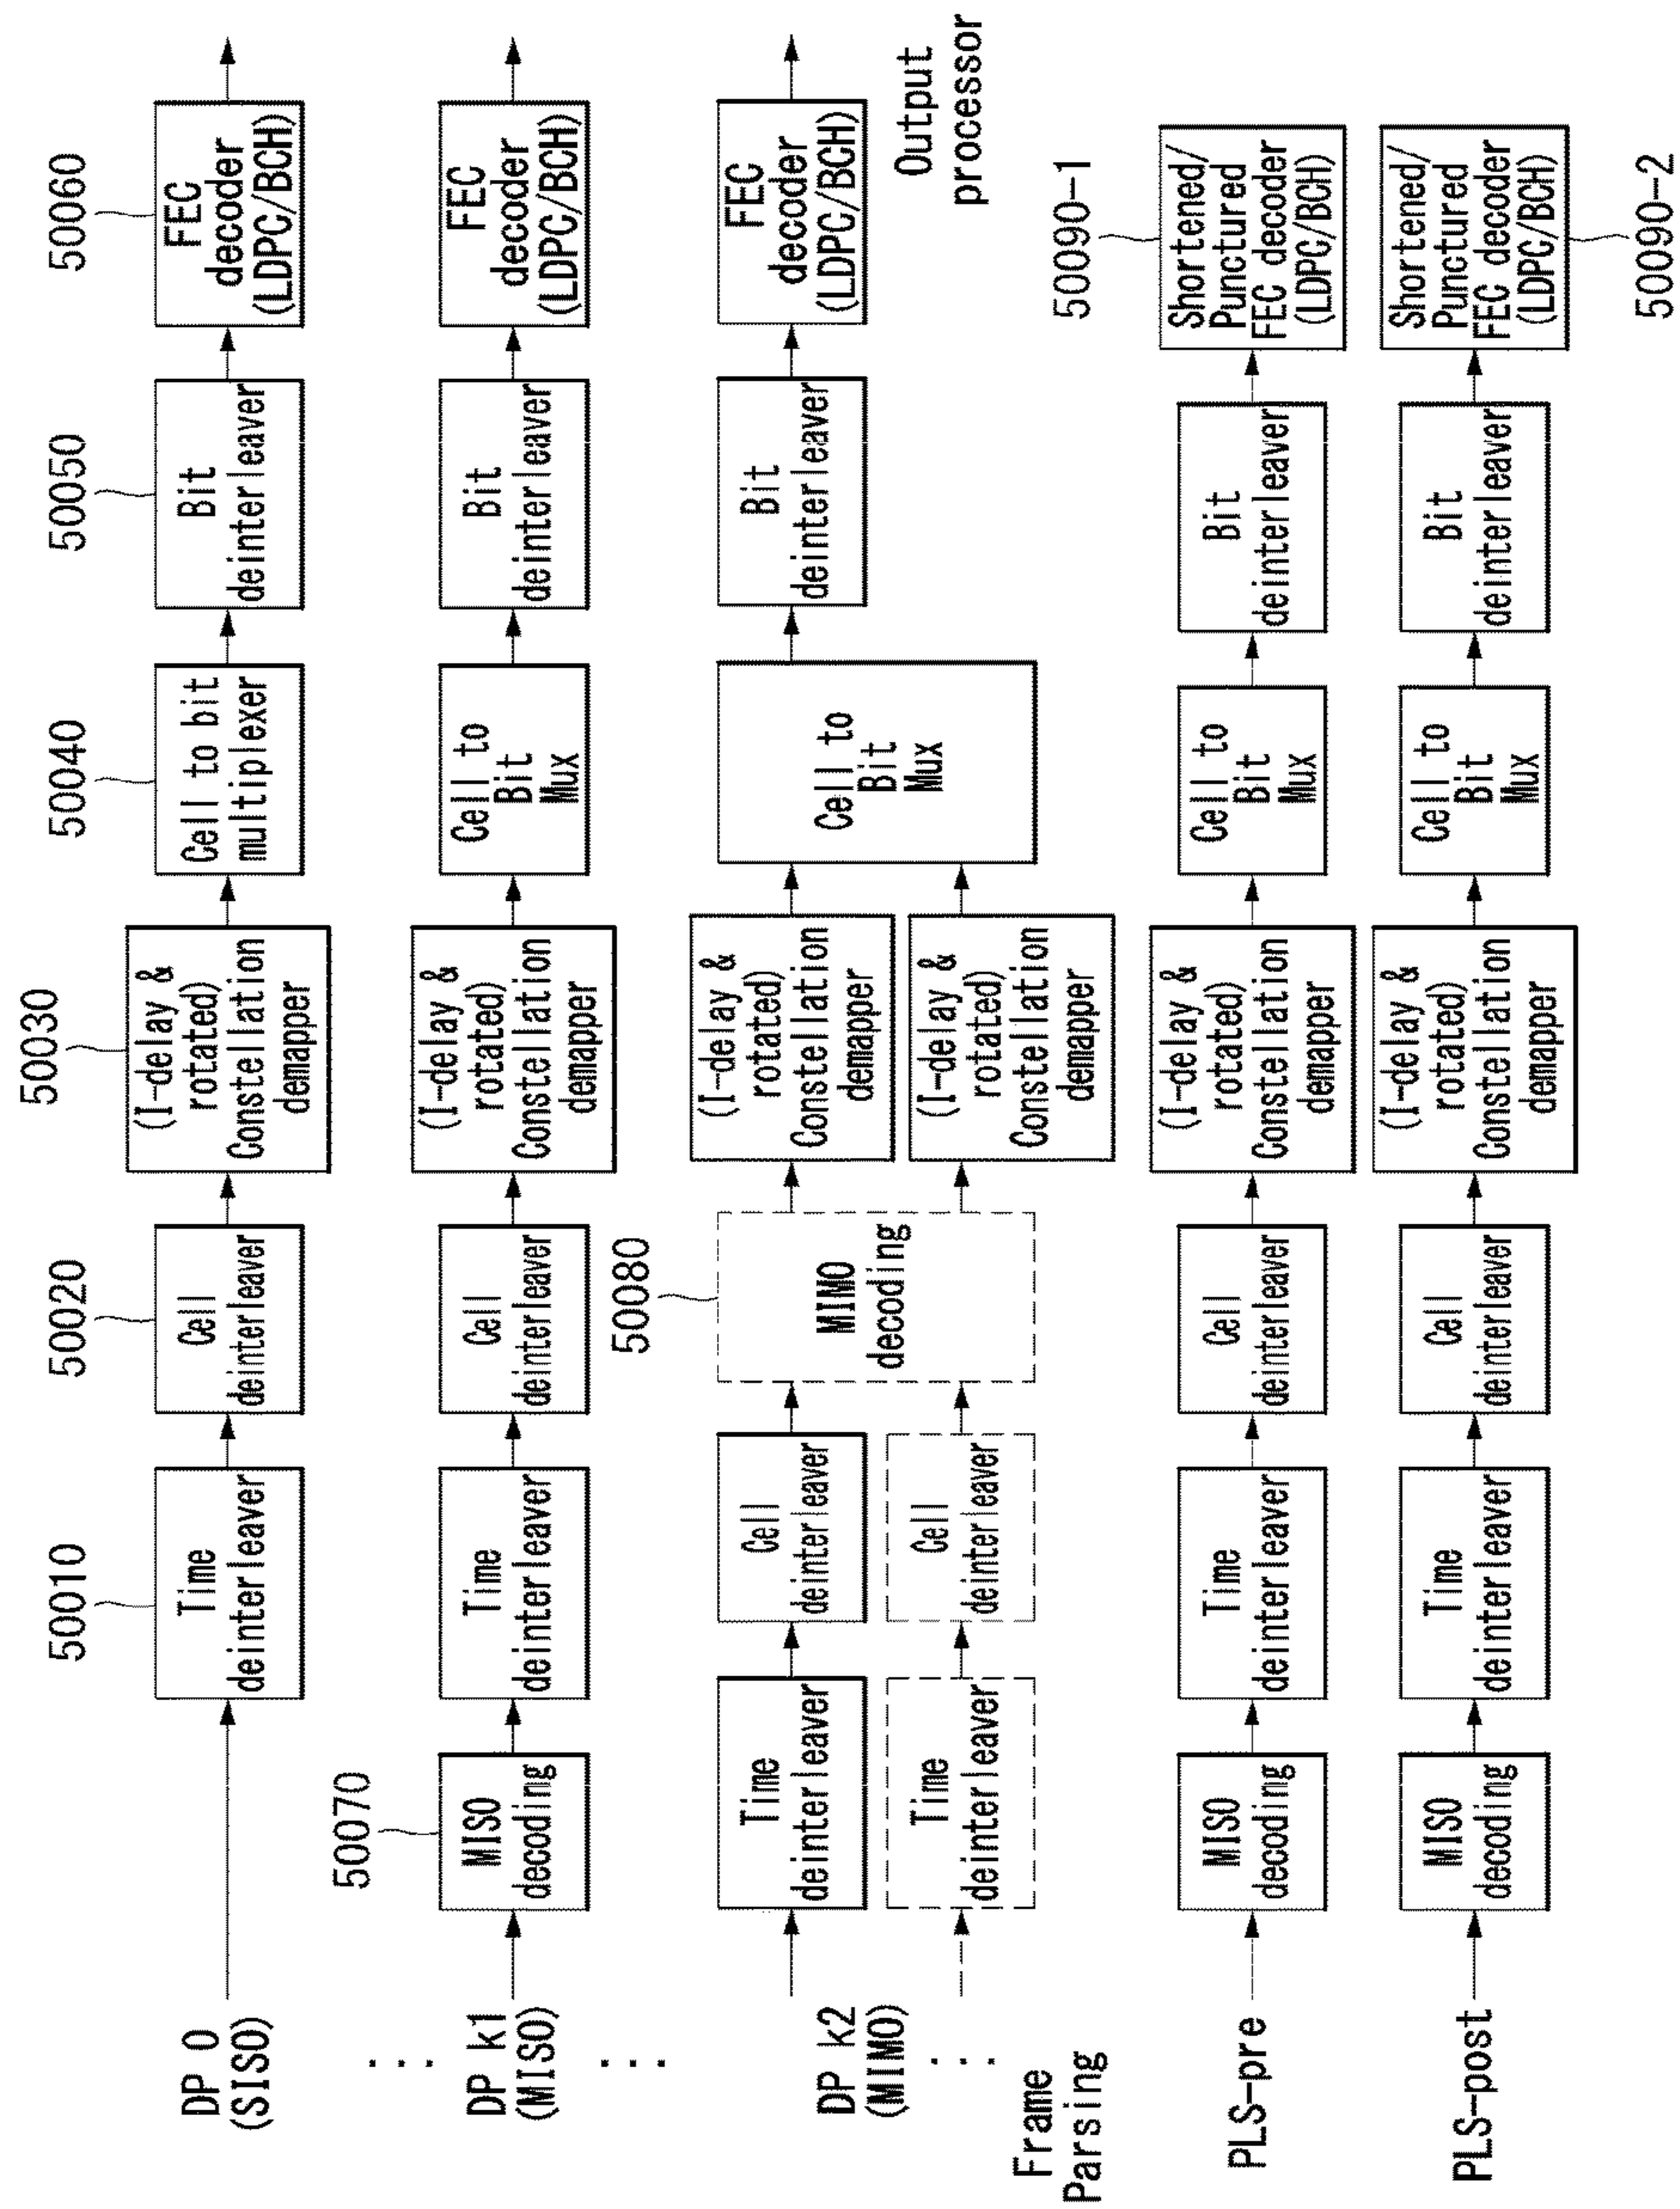 50010
50020
50030
50040
50050
50060
DP 0
(SISO)
Time
deinterleaver
Cell
deinterleaver
(I-delay &
rotated)
Constellation
demapper
Cell to bit
multiplexer
Bit
deinterleaver
FEC
decoder
(LDPC/BCH)
...
50070
DP k1
(MISO)
MISO
decoding
Time
deinterleaver
Cell
deinterleaver
(I-delay &
rotated)
Constellation
demapper
Cell to
Bit
Mux
Bit
deinterleaver
FEC
decoder
(LDPC/BCH)
...
50080
DP k2
(MIMO)
Time
deinterleaver
Cell
deinterleaver
Time
deinterleaver
Cell
deinterleaver
MIMO
decoding
(I-delay &
rotated)
Constellation
demapper
(I-delay &
rotated)
Constellation
demapper
Cell to
Bit
Mux
Bit
deinterleaver
FEC
decoder
(LDPC/BCH)
...
Frame
Parsing
Output
processor
50090-1
PLS-pre
MISO
decoding
Time
deinterleaver
Cell
deinterleaver
(I-delay &
rotated)
Constellation
demapper
Cell to
Bit
Mux
Bit
deinterleaver
Shortened/
Punctured
FEC decoder
(LDPC/BCH)
PLS-post
MISO
decoding
Time
deinterleaver
Cell
deinterleaver
(I-delay &
rotated)
Constellation
demapper
Cell to
Bit
Mux
Bit
deinterleaver
Shortened/
Punctured
FEC decoder
(LDPC/BCH)
50090-2